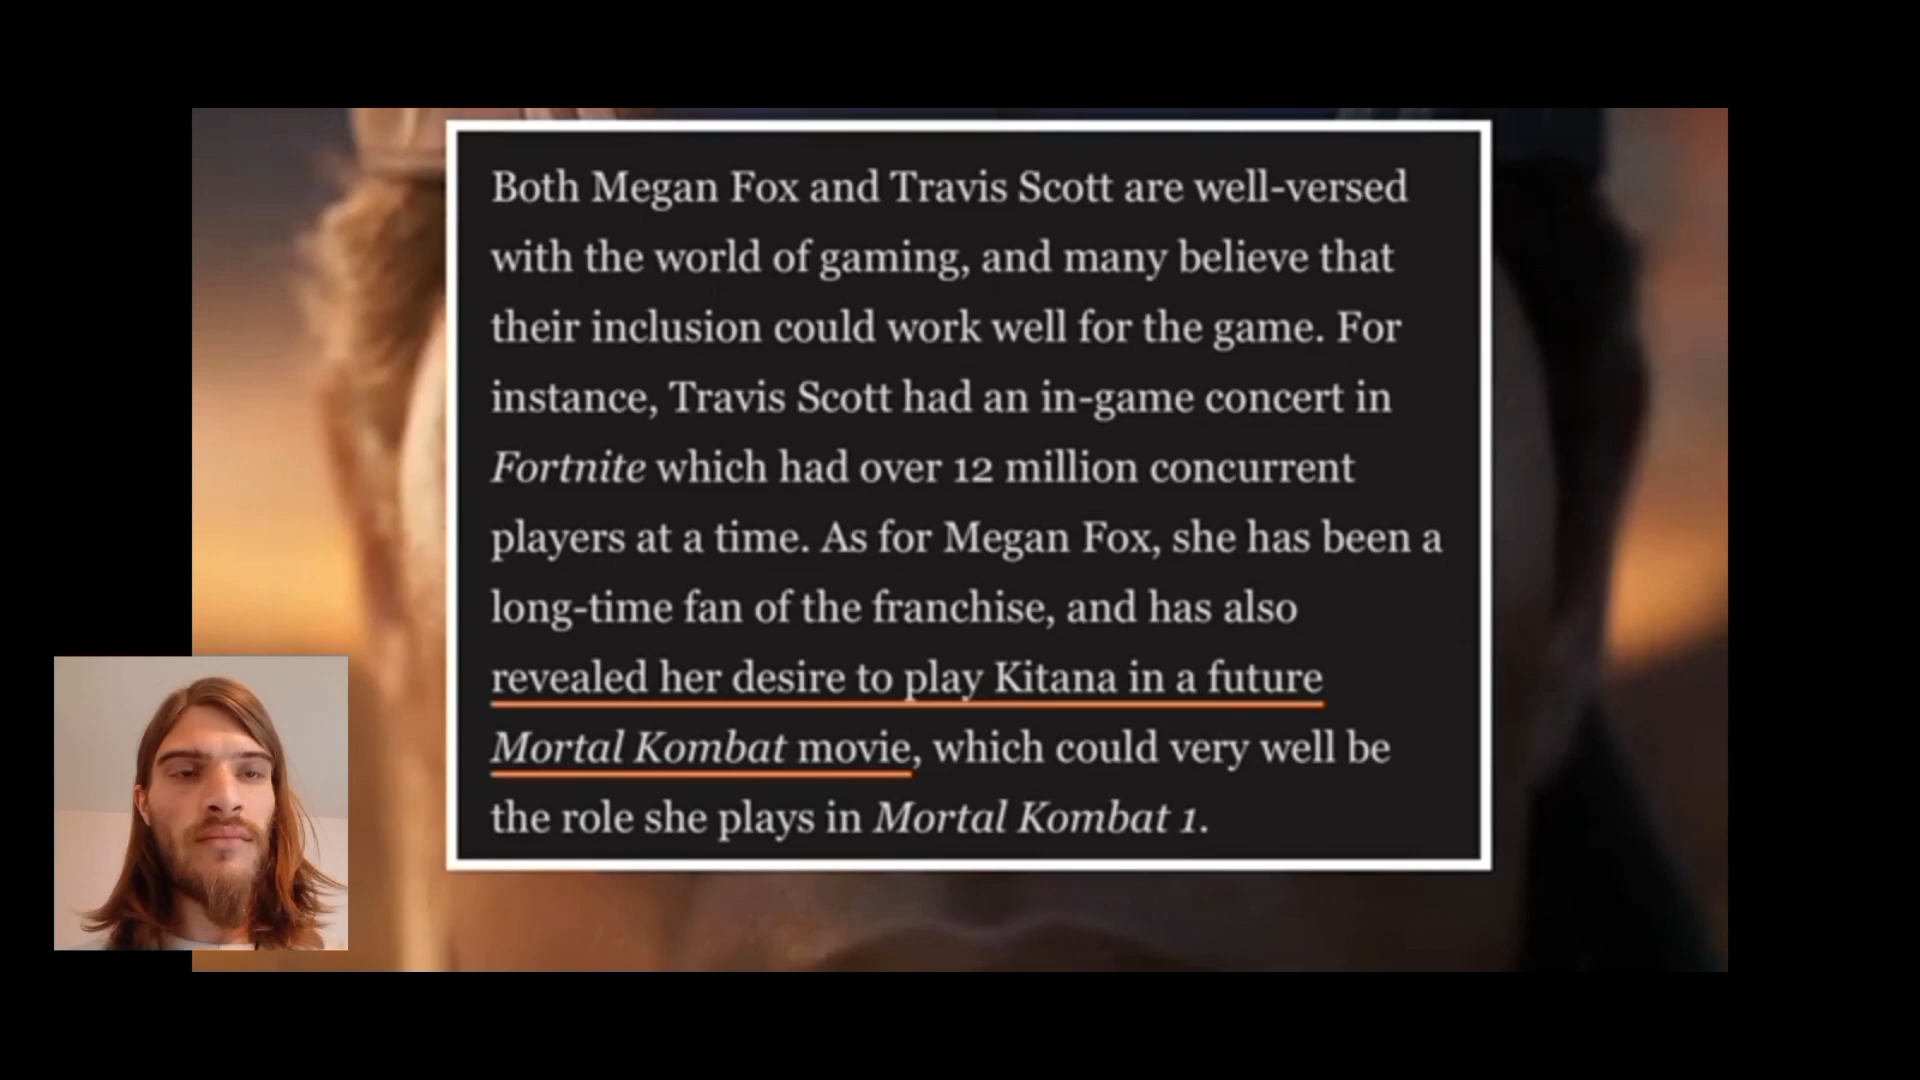 Both Megan Fox and Travis Scott are well-versed
with the world of gaming, and many believe that
their inclusion could work well for the game. For
instance, Travis Scott had an in-game concert in
Fortnite which had over 12 million concurrent
players at a time. As for Megan Fox, she has been a
long-time fan of the franchise, and has also
revealed her desire to play Kitana in a future
Mortal Kombat movie, which could very well be
the role she plays in Mortal Kombat 1.